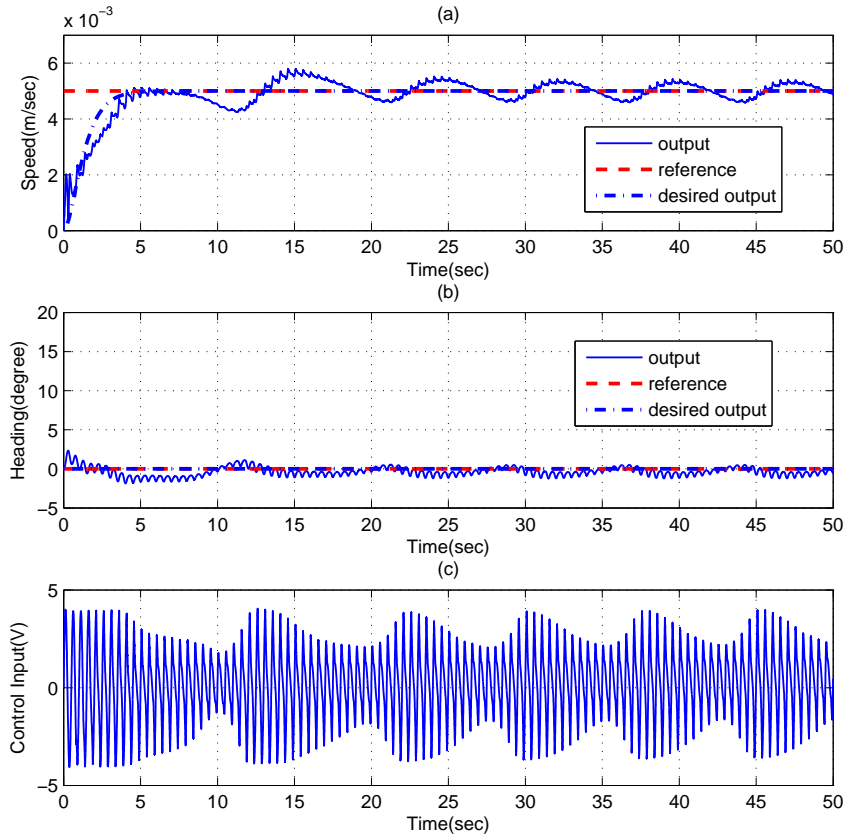 (a)
x 10⁻³
6
4
2
0
Speed(m/sec)
output
reference
desired output
0 5 10 15 20 25 30 35 40 45 50
Time(sec)
(b)
20
15
10
5
0
−5
Heading(degree)
output
reference
desired output
0 5 10 15 20 25 30 35 40 45 50
Time(sec)
(c)
5
0
−5
Control Input(V)
0 5 10 15 20 25 30 35 40 45 50
Time(sec)